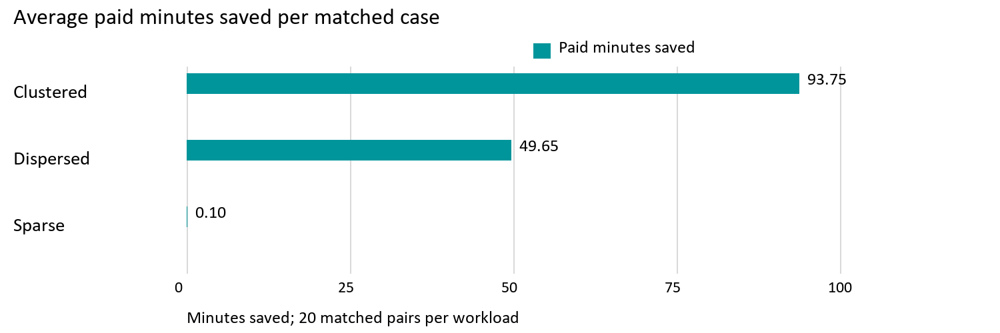 Average paid minutes saved per matched case
Paid minutes saved
Clustered
93.75
Dispersed
49.65
Sparse
0.10
0 25 50 75 100
Minutes saved; 20 matched pairs per workload